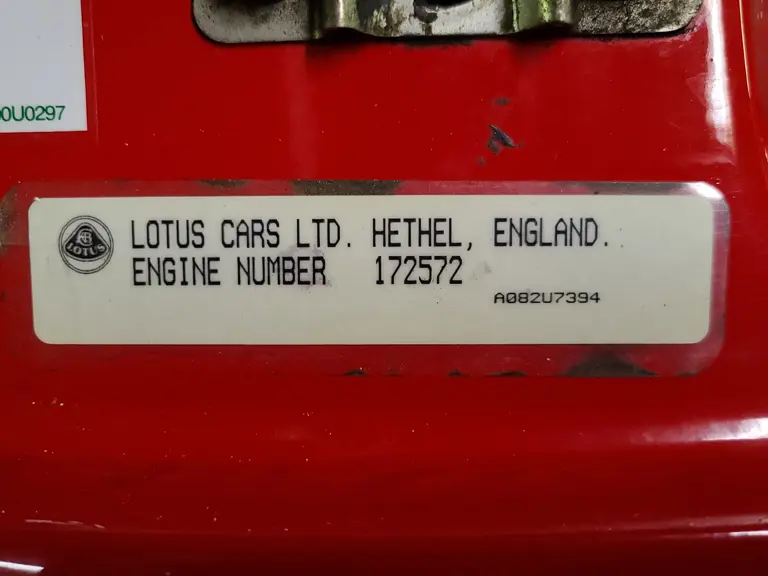 0U0297
LOTUS
LOTUS CARS LTD. HETHEL, ENGLAND.
ENGINE NUMBER 172572
A082U7394